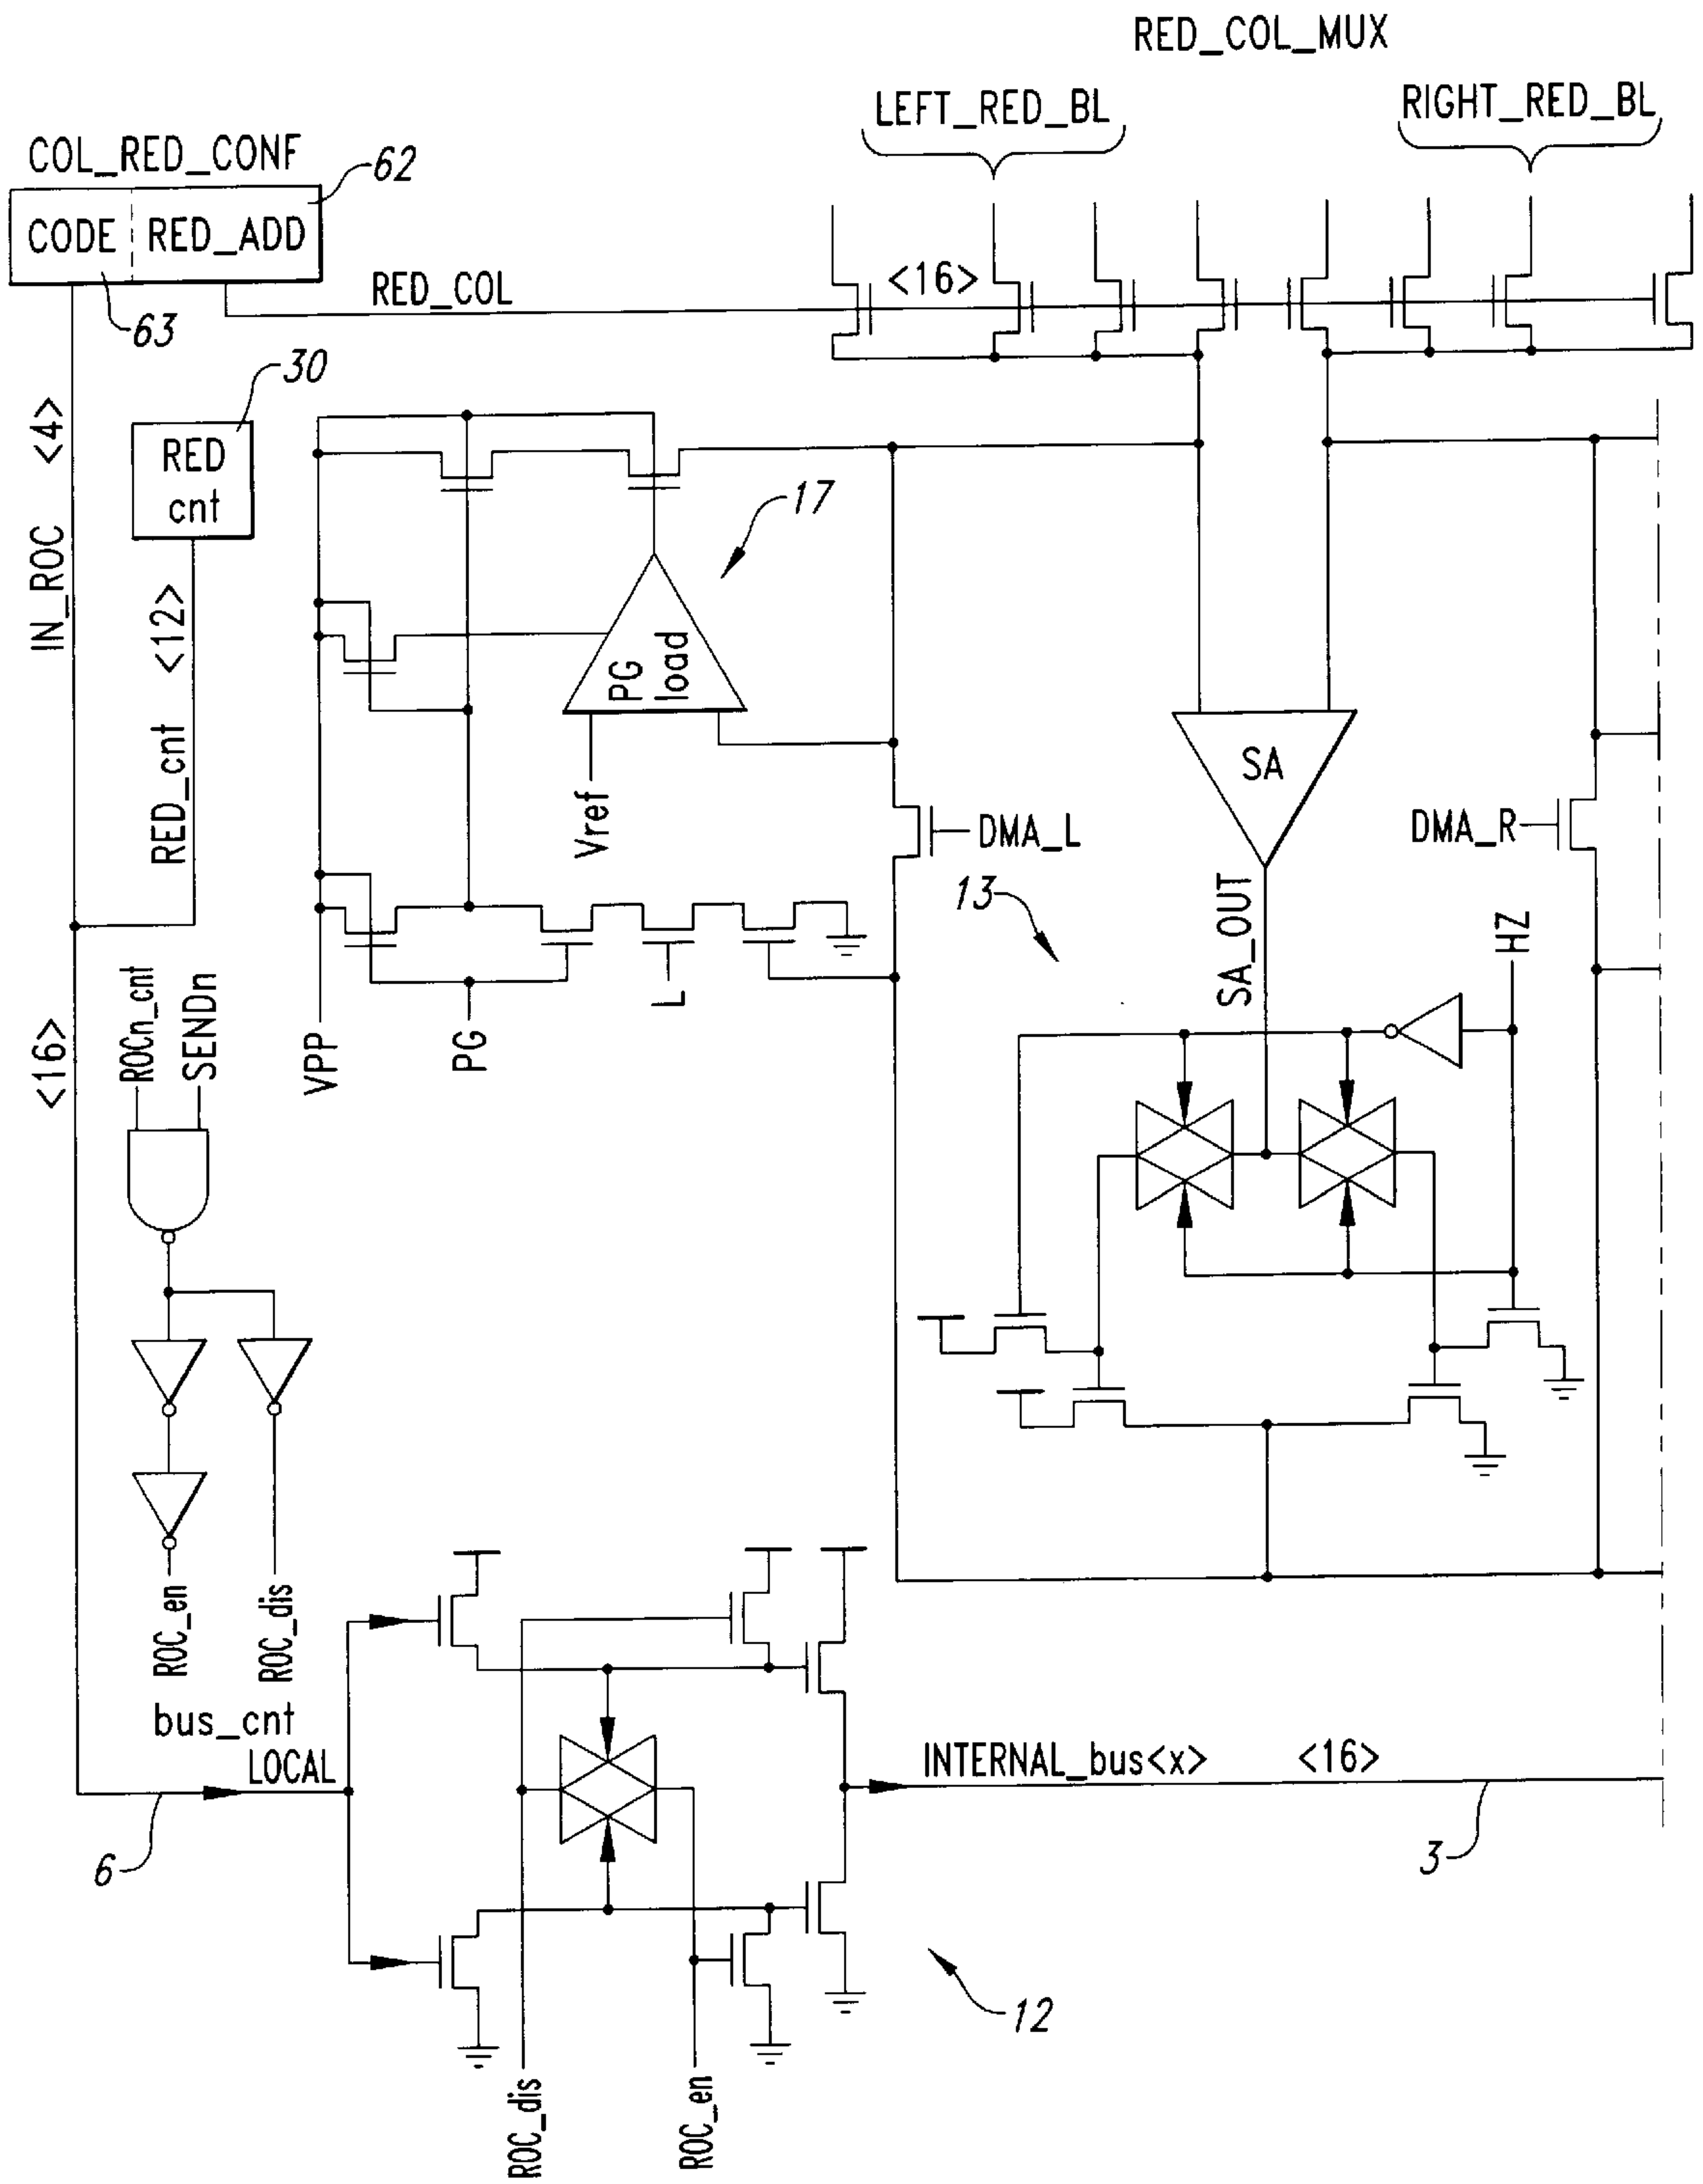 RED_COL_MUX
LEFT_RED_BL
RIGHT_RED_BL
COL_RED_CONF
62
CODE
RED_ADD
63
RED_COL
<16>
30
RED
cnt
IN_ROC <4>
RED_cnt <12>
17
PG
load
Vref
SA
DMA_L
DMA_R
13
SA_OUT
HZ
L
VPP
PG
<16>
ROCn_cnt
SENDn
ROC_en
ROC_dis
bus_cnt
LOCAL
INTERNAL_bus<x> <16>
6
3
12
ROC_dis
ROC_en